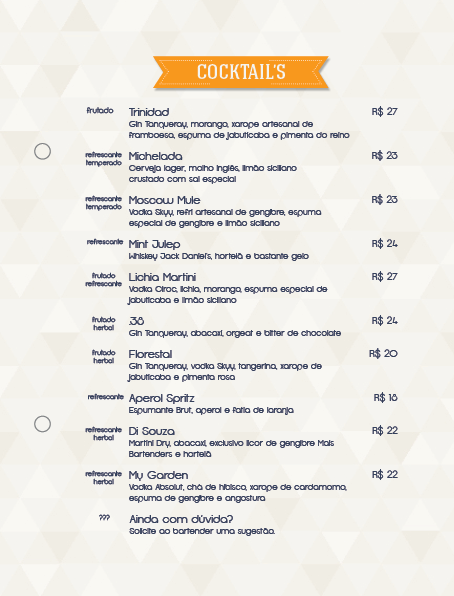 COCKTAIL'S
frutado Trinidad R$ 27
Gin Tanqueray, morango, xarope artesanal de
framboesa, espuma de jabuticaba e pimenta do reino
refrescante temperado Michelada R$ 23
Cerveja lager, molho inglês, limão siciliano
crustado com sal especial
refrescante temperado Moscow Mule R$ 23
Vodka Skyy, refri artesanal de gengibre, espuma
especial de gengibre e limão siciliano
refrescante Mint Julep R$ 24
Whiskey Jack Daniel's, hortelã e bastante gelo
frutado refrescante Lichia Martini R$ 27
Vodka Ciroc, lichia, morango, espuma especial de
jabuticaba e limão siciliano
frutado herbal 38 R$ 24
Gin Tanqueray, abacaxi, orgeat e bitter de chocolate
frutado herbal Florestal R$ 20
Gin Tanqueray, vodka Skyy, tangerina, xarope de
jabuticaba e pimenta rosa
refrescante Aperol Spritz R$ 18
Espumante Brut, aperol e fatia de laranja
refrescante herbal Di Souza R$ 22
Martini Dry, abacaxi, exclusivo licor de gengibre Mais
Bartenders e hortelã
refrescante herbal My Garden R$ 22
Vodka Absolut, chá de hibisco, xarope de cardamomo,
espuma de gengibre e angostura
??? Ainda com dúvida?
Solicite ao bartender uma sugestão.